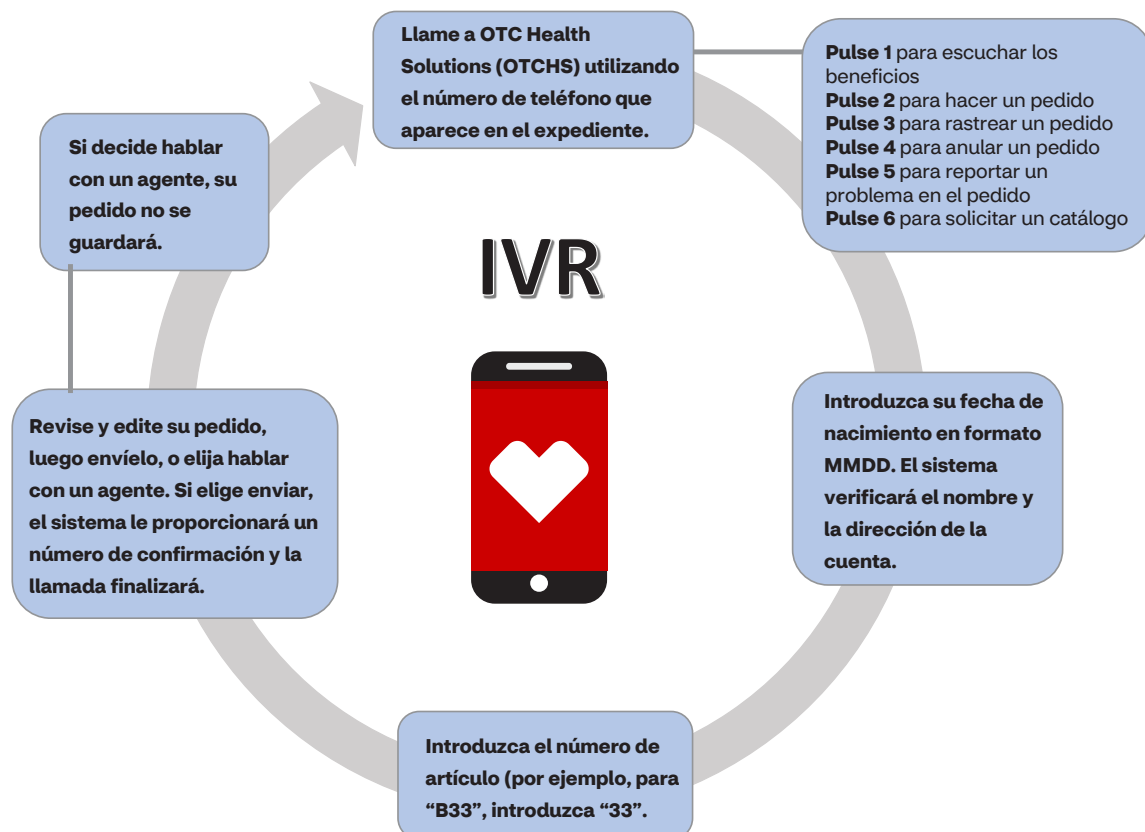 Llame a OTC Health
Solutions (OTCHS) utilizando
el número de teléfono que
aparece en el expediente.
Pulse 1 para escuchar los
beneficios
Pulse 2 para hacer un pedido
Pulse 3 para rastrear un pedido
Pulse 4 para anular un pedido
Pulse 5 para reportar un
problema en el pedido
Pulse 6 para solicitar un catálogo
Introduzca su fecha de
nacimiento en formato
MMDD. El sistema
verificará el nombre y
la dirección de la
cuenta.
Introduzca el número de
artículo (por ejemplo, para
“B33”, introduzca “33”.
Revise y edite su pedido,
luego envíelo, o elija hablar
con un agente. Si elige enviar,
el sistema le proporcionará un
número de confirmación y la
llamada finalizará.
Si decide hablar
con un agente, su
pedido no se
guardará.
IVR